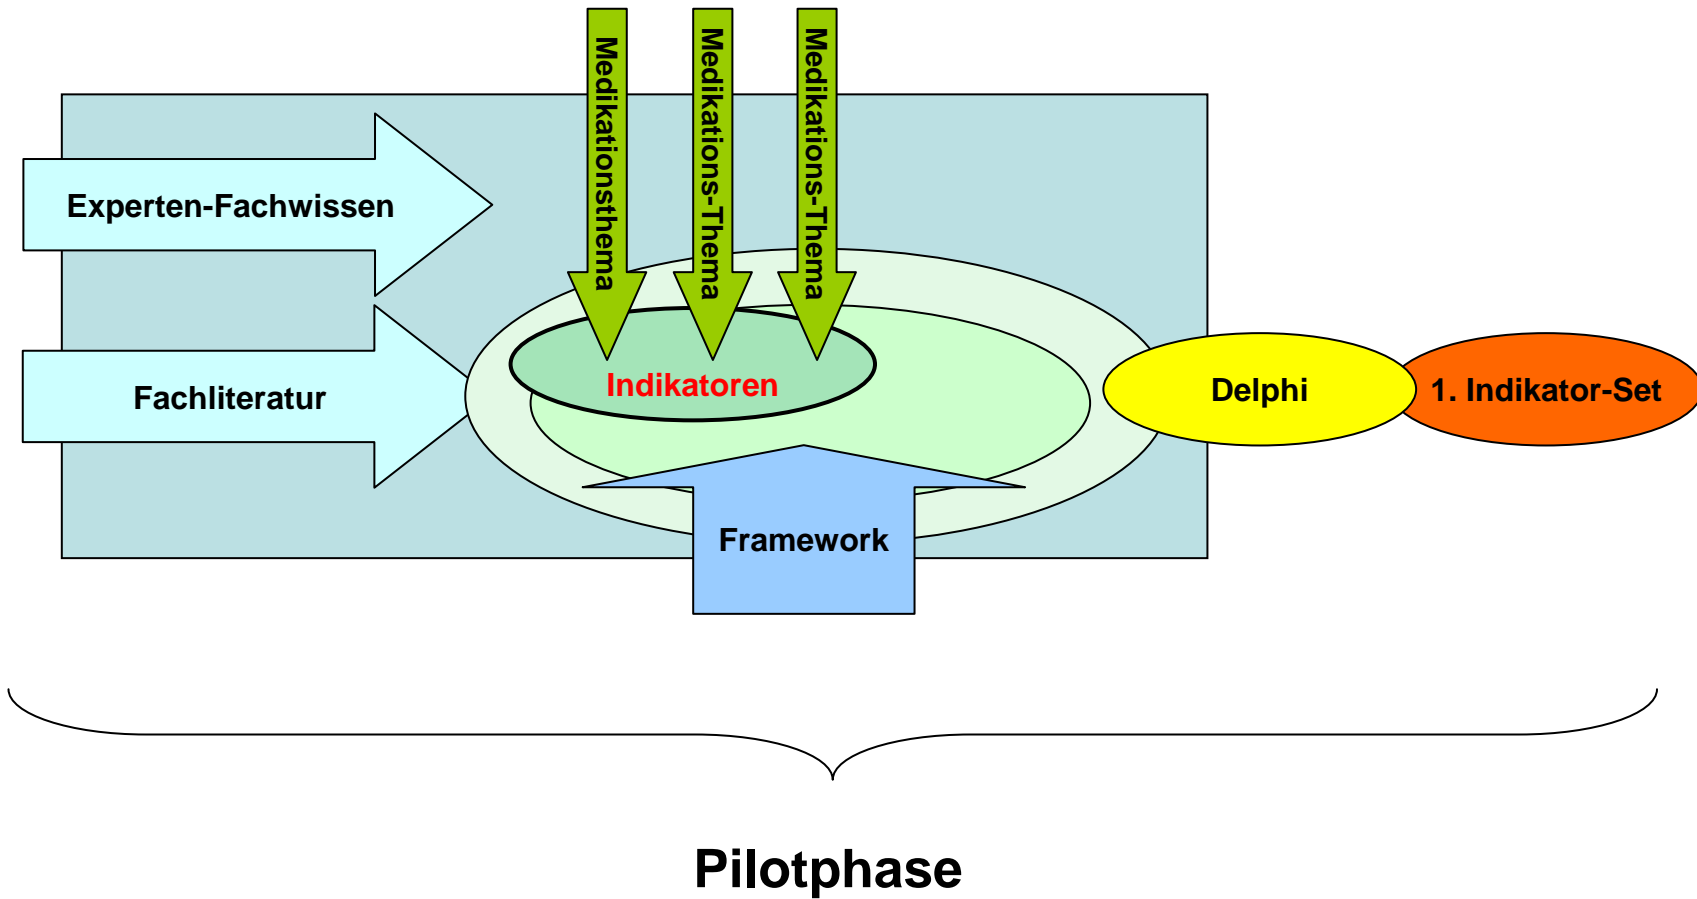 Medikationsthema
Medikations-Thema
Medikations-Thema
Experten-Fachwissen
Fachliteratur
Indikatoren
Delphi
1. Indikator-Set
Framework
Pilotphase